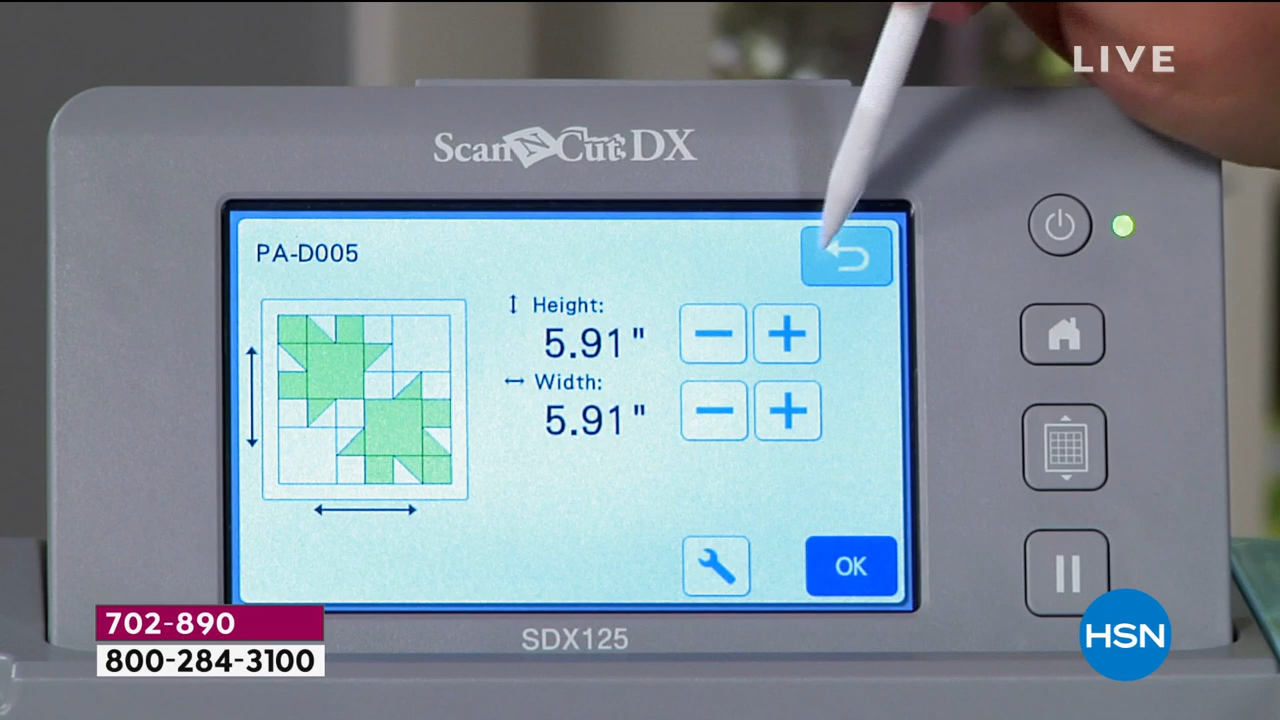 LIVE
ScanNCut DX
PA-D005
Height:
5.91"
Width:
5.91"
OK
SDX125
702-890
800-284-3100
HSN